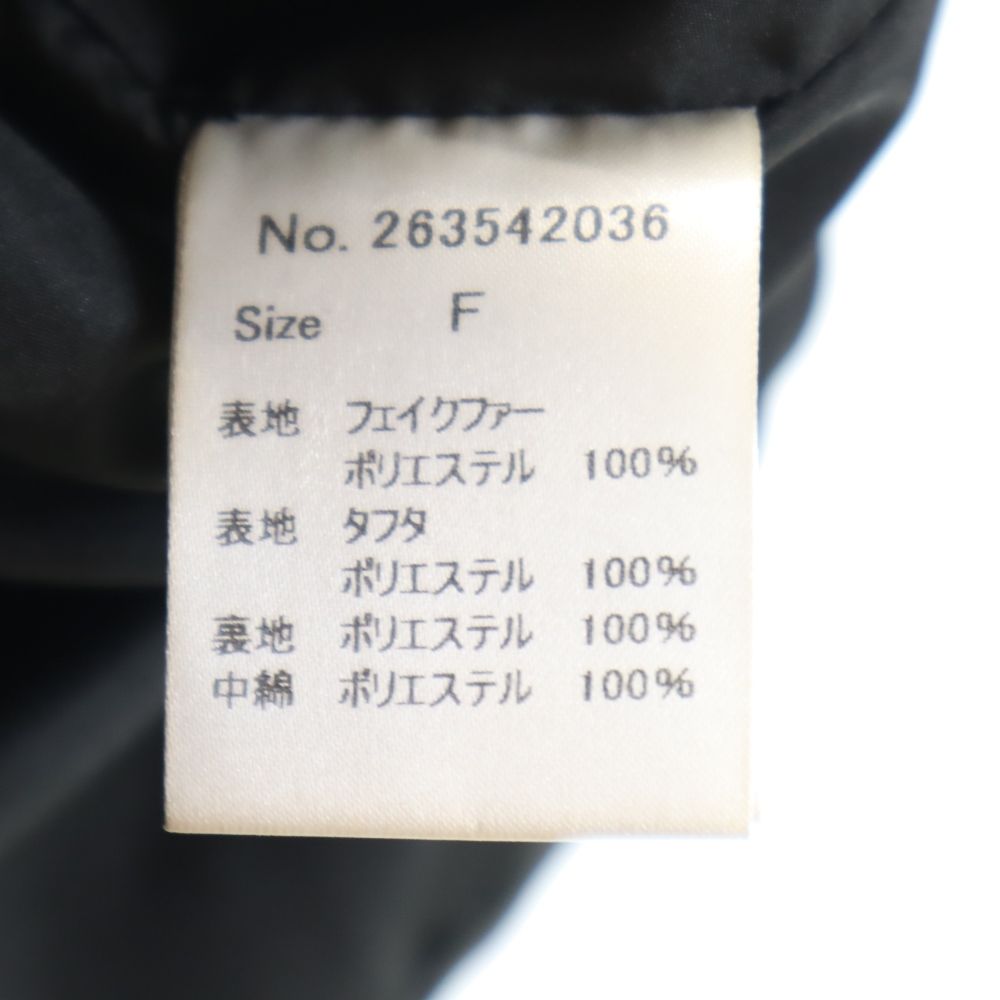 No. 263542036
Size F
表地 フェイクファー
ポリエステル 100%
表地 タフタ
ポリエステル 100%
裏地 ポリエステル 100%
中綿 ポリエステル 100%